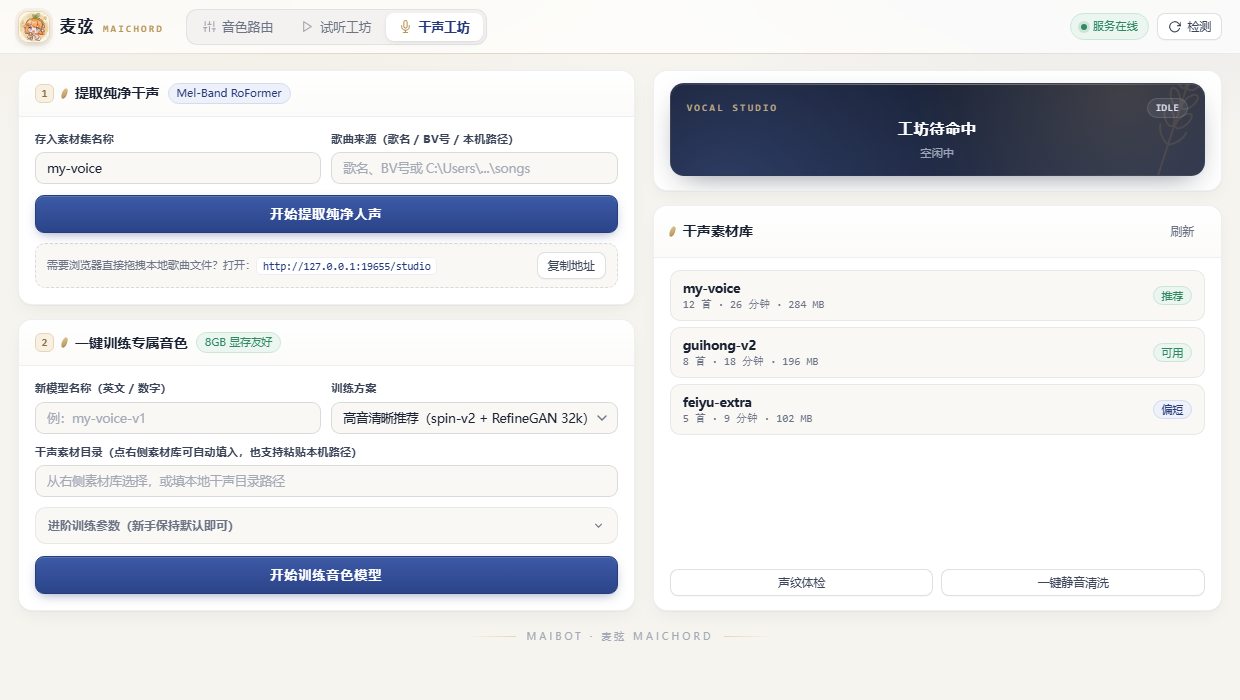 麦弦 MAICHORD
音色路由
试听工坊
干声工坊
服务在线
检测
1 提取纯净干声 Mel-Band RoFormer
存入素材集名称
歌曲来源（歌名 / BV号 / 本机路径）
my-voice
歌名、BV号或 C:\Users\...\songs
开始提取纯净人声
需要浏览器直接拖拽本地歌曲文件？打开： http://127.0.0.1:19655/studio
复制地址
2 一键训练专属音色 8GB 显存友好
新模型名称（英文 / 数字）
训练方案
例：my-voice-v1
高音清晰推荐（spin-v2 + RefineGAN 32k）
干声素材目录（点右侧素材库可自动填入，也支持粘贴本机路径）
从右侧素材库选择，或填本地干声目录路径
进阶训练参数（新手保持默认即可）
开始训练音色模型
VOCAL STUDIO
IDLE
工坊待命中
空闲中
干声素材库
刷新
my-voice
12 首 · 26 分钟 · 284 MB
推荐
guihong-v2
8 首 · 18 分钟 · 196 MB
可用
feiyu-extra
5 首 · 9 分钟 · 102 MB
偏短
声纹体检
一键静音清洗
MAIBOT · 麦弦 MAICHORD